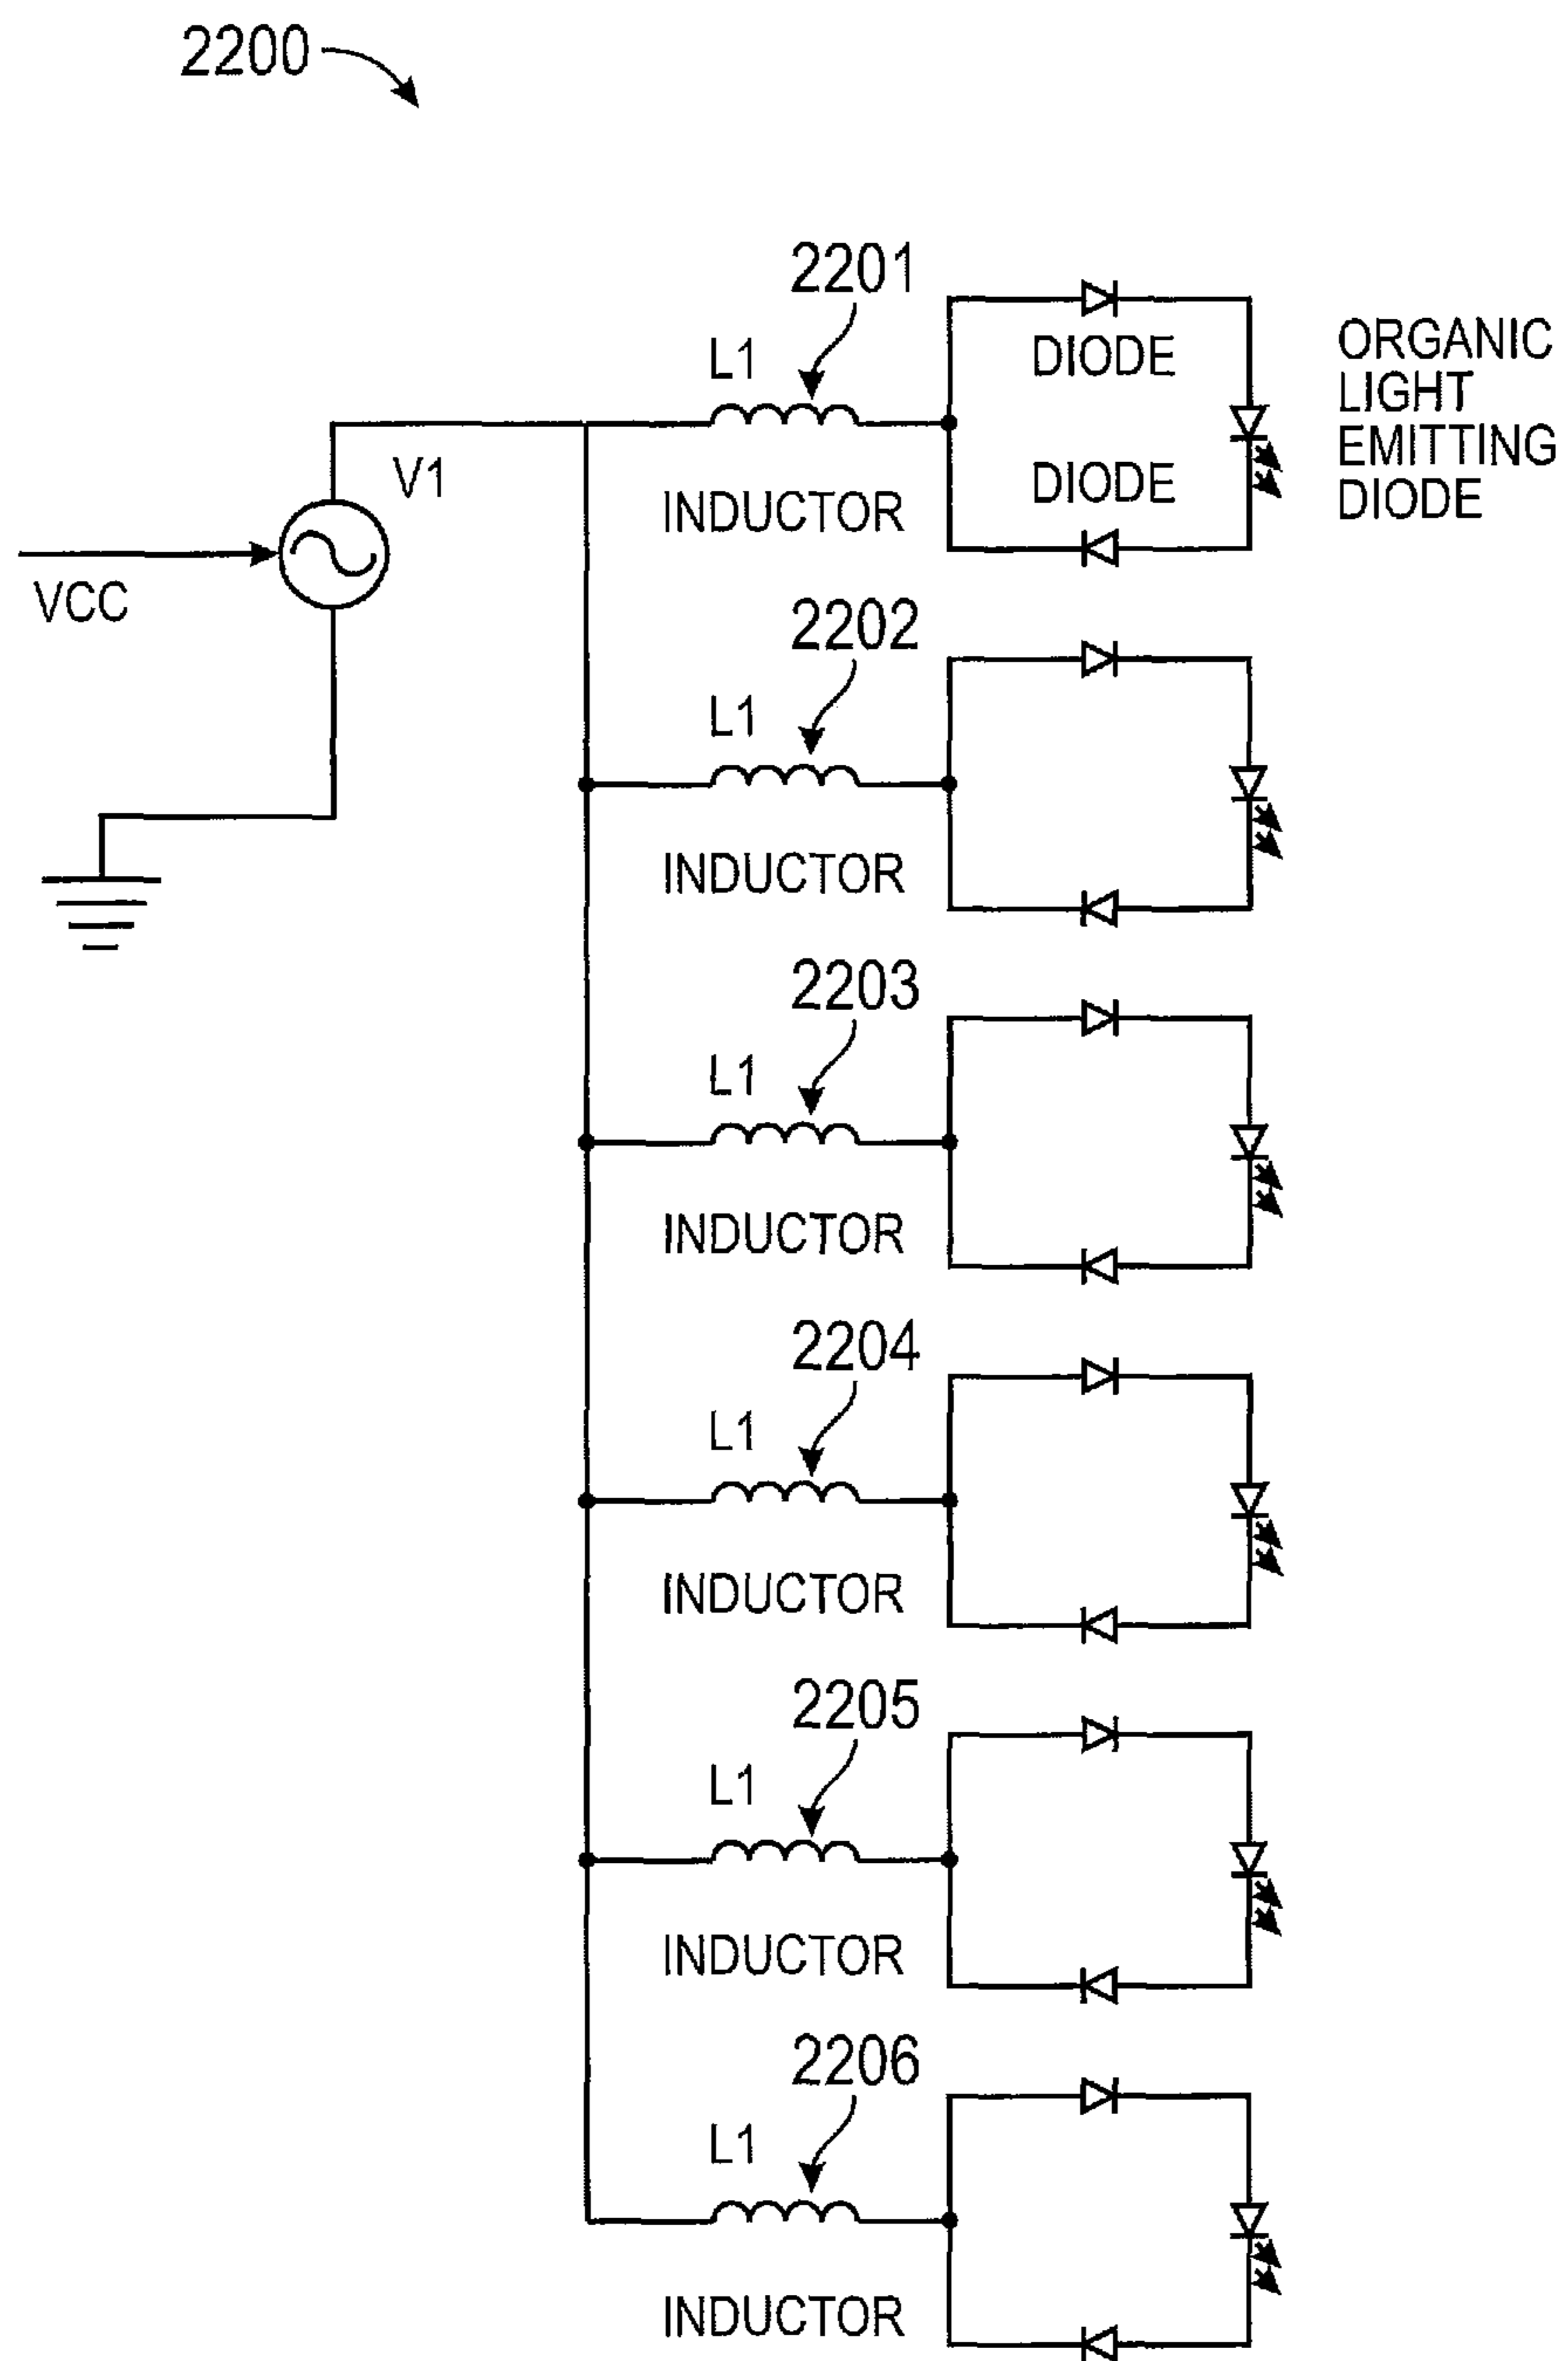 2200
2201
L1
DIODE
ORGANIC
LIGHT
EMITTING
DIODE
V1
DIODE
INDUCTOR
VCC
2202
L1
INDUCTOR
2203
L1
INDUCTOR
2204
L1
INDUCTOR
2205
L1
INDUCTOR
2206
L1
INDUCTOR